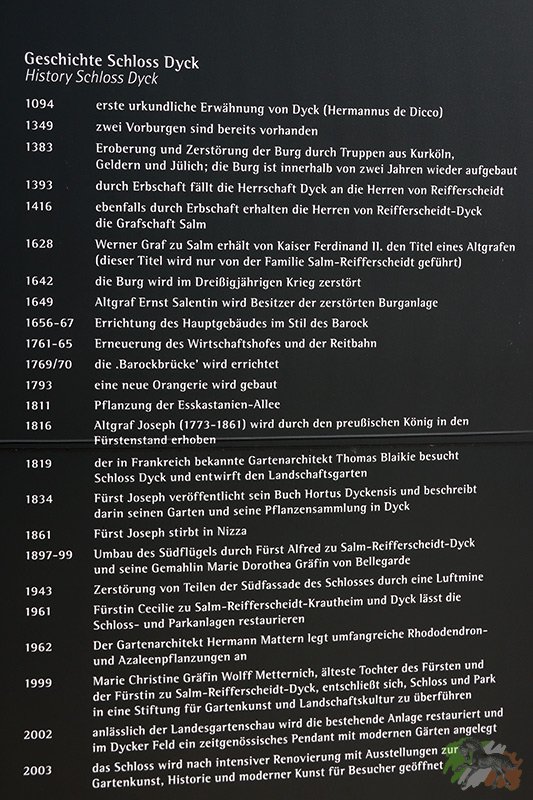 Geschichte Schloss Dyck
History Schloss Dyck
1094 erste urkundliche Erwähnung von Dyck (Hermannus de Dicco)
1349 zwei Vorburgen sind bereits vorhanden
1383 Eroberung und Zerstörung der Burg durch Truppen aus Kurköln,
Geldern und Jülich; die Burg ist innerhalb von zwei Jahren wieder aufgebaut
1393 durch Erbschaft fällt die Herrschaft Dyck an die Herren von Reifferscheidt
1416 ebenfalls durch Erbschaft erhalten die Herren von Reifferscheidt-Dyck
die Grafschaft Salm
1628 Werner Graf zu Salm erhält von Kaiser Ferdinand II. den Titel eines Altgrafen
(dieser Titel wird nur von der Familie Salm-Reifferscheidt geführt)
1642 die Burg wird im Dreißigjährigen Krieg zerstört
1649 Altgraf Ernst Salentin wird Besitzer der zerstörten Burganlage
1656-67 Errichtung des Hauptgebäudes im Stil des Barock
1761-65 Erneuerung des Wirtschaftshofes und der Reitbahn
1769/70 die ‚Barockbrücke' wird errichtet
1793 eine neue Orangerie wird gebaut
1811 Pflanzung der Esskastanien-Allee
1816 Altgraf Joseph (1773-1861) wird durch den preußischen König in den
Fürstenstand erhoben
1819 der in Frankreich bekannte Gartenarchitekt Thomas Blaikie besucht
Schloss Dyck und entwirft den Landschaftsgarten
1834 Fürst Joseph veröffentlicht sein Buch Hortus Dyckensis und beschreibt
darin seinen Garten und seine Pflanzensammlung in Dyck
1861 Fürst Joseph stirbt in Nizza
1897-99 Umbau des Südflügels durch Fürst Alfred zu Salm-Reifferscheidt-Dyck
und seine Gemahlin Marie Dorothea Gräfin von Bellegarde
1943 Zerstörung von Teilen der Südfassade des Schlosses durch eine Luftmine
1961 Fürstin Cecilie zu Salm-Reifferscheidt-Krautheim und Dyck lässt die
Schloss- und Parkanlagen restaurieren
1962 Der Gartenarchitekt Hermann Mattern legt umfangreiche Rhododendron-
und Azaleenpflanzungen an
1999 Marie Christine Gräfin Wolff Metternich, älteste Tochter des Fürsten und
der Fürstin zu Salm-Reifferscheidt-Dyck, entschließt sich, Schloss und Park
in eine Stiftung für Gartenkunst und Landschaftskultur zu überführen
2002 anlässlich der Landesgartenschau wird die bestehende Anlage restauriert und
im Dycker Feld ein zeitgenössisches Pendant mit modernen Gärten angelegt
2003 das Schloss wird nach intensiver Renovierung mit Ausstellungen zur
Gartenkunst, Historie und moderner Kunst für Besucher geöffnet